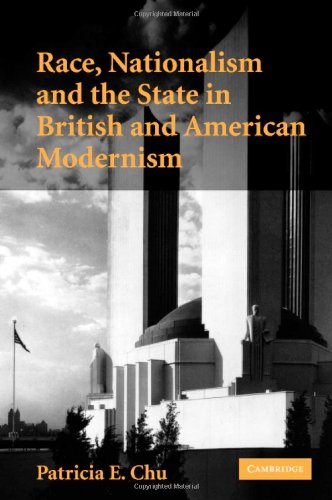 Race, Nationalism
and the State in
British and American
Modernism
CAMBRIDGE
Patricia E. Chu